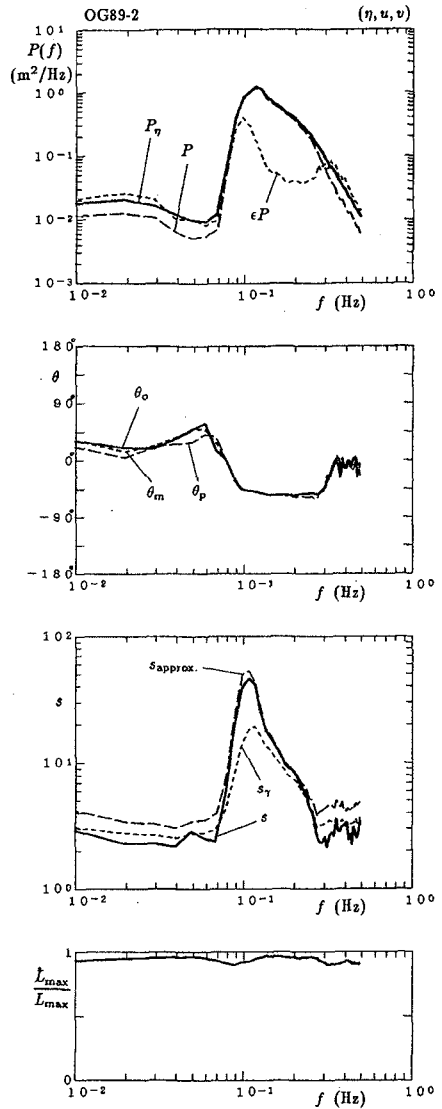 OG89-2 (η, u, v)
P(f)
(m²/Hz)
10¹
10⁰
10⁻¹
10⁻²
10⁻³
P_η P
ϵP
10⁻² 10⁻¹ 10⁰
f (Hz)
180°
θ
90°
0°
−90°
−180°
θ_o
θ_m θ_p
10⁻² 10⁻¹ 10⁰
f (Hz)
10²
s
10¹
10⁰
s_approx.
s_γ
s
10⁻² 10⁻¹ 10⁰
f (Hz)
1
L̂_max
L_max
0
10⁻² 10⁻¹ 10⁰
f (Hz)